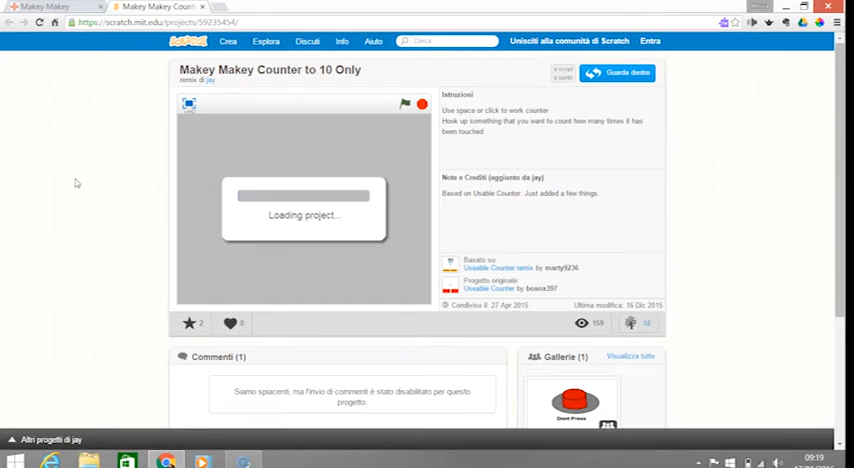 Makey Makey
Makey Makey Count
https://scratch.mit.edu/projects/59235454/
SCRATCH Crea Esplora Discuti Info Aiuto Cerca Unisciti alla comunità di Scratch Entra
Makey Makey Counter to 10 Only
remix di jay
Guarda dentro
Loading project...
Istruzioni
Use space or click to work counter
Hook up something that you want to count how many times it has
been touched
Note e Crediti (aggiunto da jay)
Based on Usable Counter. Just added a few things.
Basato su:
Useable Counter remix by marty9236
Progetto originale
Useable Counter by bosox397
Condiviso il: 27 Apr 2015 Ultima modifica: 16 Dic 2015
2 0 159 10
Commenti (1)
Siamo spiacenti, ma l'invio di commenti è stato disabilitato per questo
progetto.
Gallerie (1) Visualizza tutto
Dont Press
Altri progetti di jay
09:19